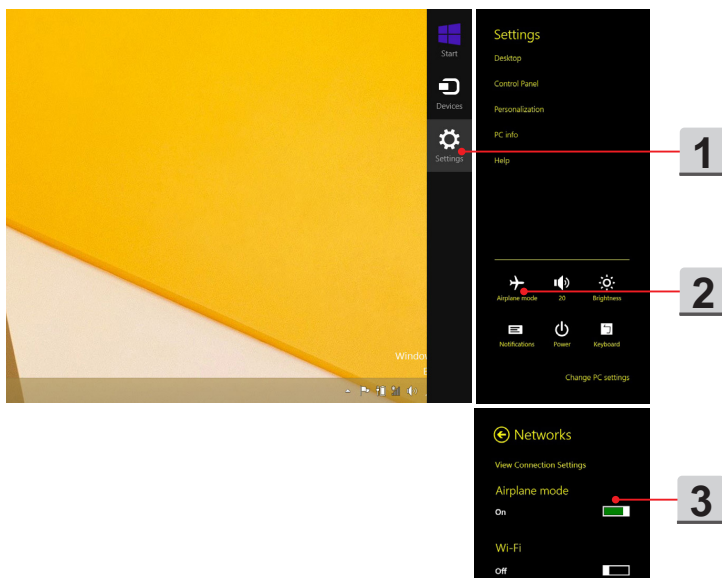 Start
Devices
Settings
Windo
Settings
Desktop
Control Panel
Personalization
PC info
Help
Airplane mode
20
Brightness
Notifications
Power
Keyboard
Change PC settings
1
2
Networks
View Connection Settings
Airplane mode
On
Wi-Fi
Off
3